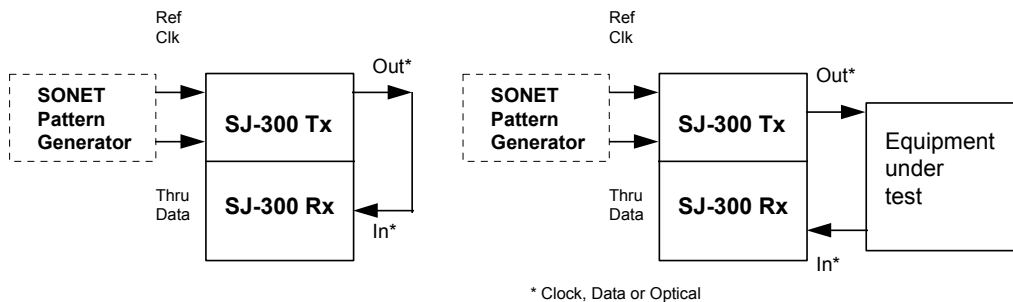 Ref
Clk
SONET
Pattern
Generator
Out*
SJ-300 Tx
Thru
Data
SJ-300 Rx
In*
Ref
Clk
SONET
Pattern
Generator
Out*
SJ-300 Tx
Equipment
under
test
Thru
Data
SJ-300 Rx
In*
* Clock, Data or Optical